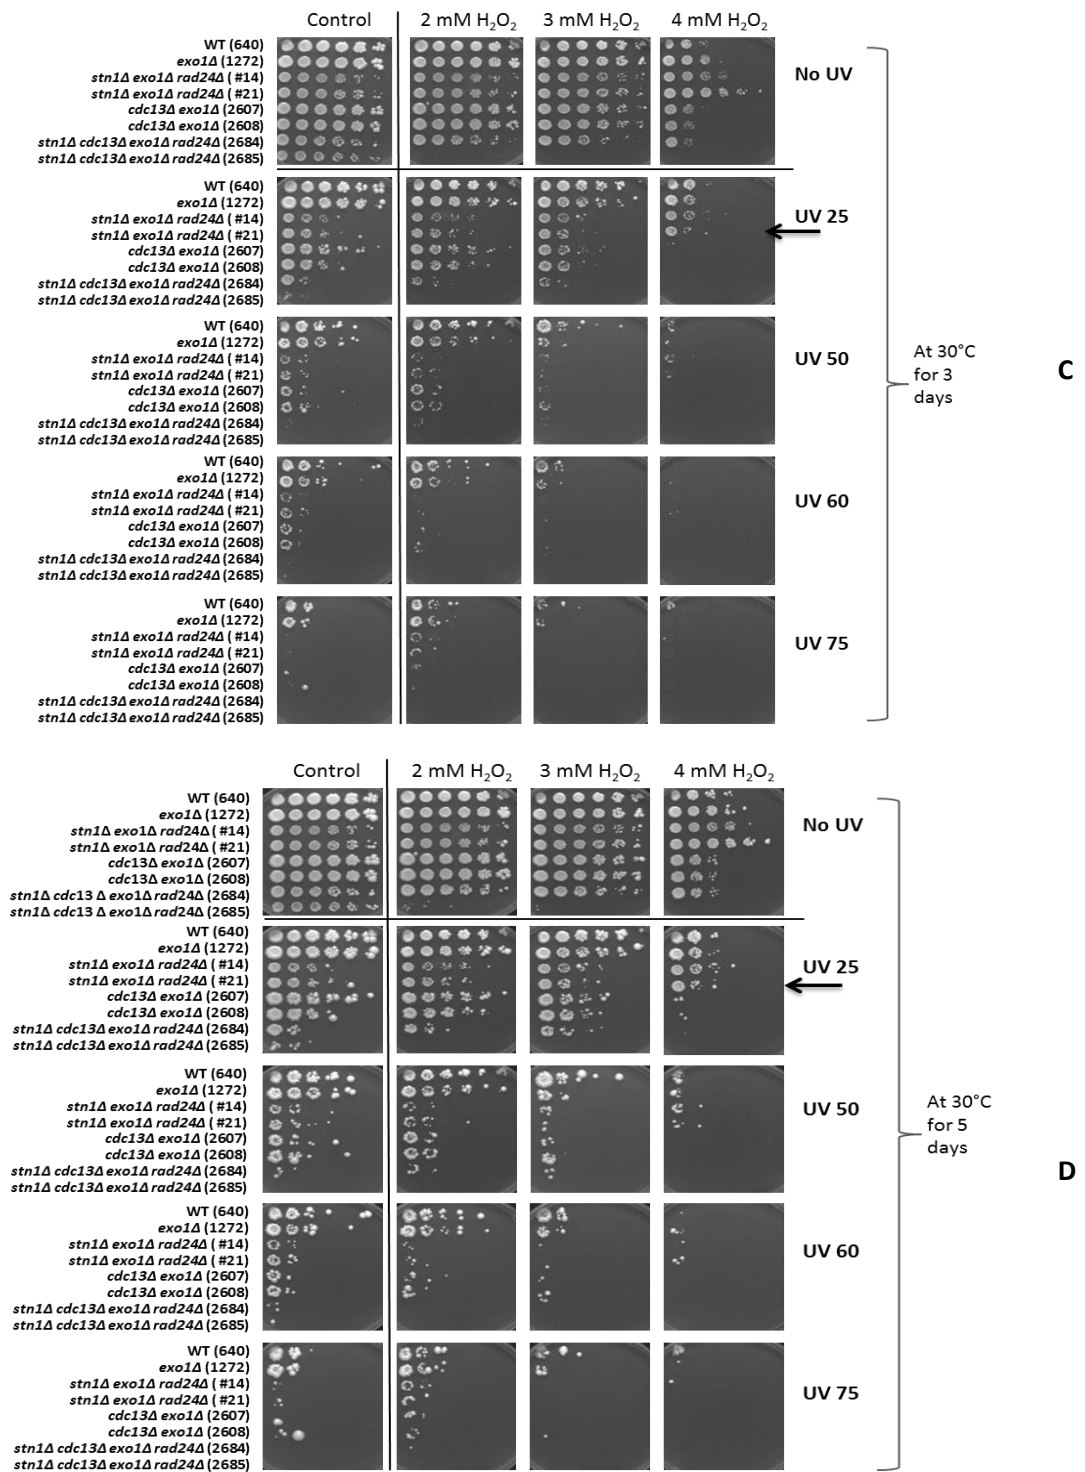 Control 2 mM H₂O₂ 3 mM H₂O₂ 4 mM H₂O₂
WT (640)
exo1Δ (1272)
stn1Δ exo1Δ rad24Δ ( #14)
stn1Δ exo1Δ rad24Δ ( #21)
cdc13Δ exo1Δ (2607)
cdc13Δ exo1Δ (2608)
stn1Δ cdc13Δ exo1Δ rad24Δ (2684)
stn1Δ cdc13Δ exo1Δ rad24Δ (2685)
No UV
WT (640)
exo1Δ (1272)
stn1Δ exo1Δ rad24Δ ( #14)
stn1Δ exo1Δ rad24Δ ( #21)
cdc13Δ exo1Δ (2607)
cdc13Δ exo1Δ (2608)
stn1Δ cdc13Δ exo1Δ rad24Δ (2684)
stn1Δ cdc13Δ exo1Δ rad24Δ (2685)
UV 25
WT (640)
exo1Δ (1272)
stn1Δ exo1Δ rad24Δ ( #14)
stn1Δ exo1Δ rad24Δ ( #21)
cdc13Δ exo1Δ (2607)
cdc13Δ exo1Δ (2608)
stn1Δ cdc13Δ exo1Δ rad24Δ (2684)
stn1Δ cdc13Δ exo1Δ rad24Δ (2685)
UV 50
WT (640)
exo1Δ (1272)
stn1Δ exo1Δ rad24Δ ( #14)
stn1Δ exo1Δ rad24Δ ( #21)
cdc13Δ exo1Δ (2607)
cdc13Δ exo1Δ (2608)
stn1Δ cdc13Δ exo1Δ rad24Δ (2684)
stn1Δ cdc13Δ exo1Δ rad24Δ (2685)
UV 60
WT (640)
exo1Δ (1272)
stn1Δ exo1Δ rad24Δ ( #14)
stn1Δ exo1Δ rad24Δ ( #21)
cdc13Δ exo1Δ (2607)
cdc13Δ exo1Δ (2608)
stn1Δ cdc13Δ exo1Δ rad24Δ (2684)
stn1Δ cdc13Δ exo1Δ rad24Δ (2685)
UV 75
At 30°C
for 3
days
C
Control 2 mM H₂O₂ 3 mM H₂O₂ 4 mM H₂O₂
WT (640)
exo1Δ (1272)
stn1Δ exo1Δ rad24Δ ( #14)
stn1Δ exo1Δ rad24Δ ( #21)
cdc13Δ exo1Δ (2607)
cdc13Δ exo1Δ (2608)
stn1Δ cdc13 Δ exo1Δ rad24Δ (2684)
stn1Δ cdc13 Δ exo1Δ rad24Δ (2685)
No UV
WT (640)
exo1Δ (1272)
stn1Δ exo1Δ rad24Δ ( #14)
stn1Δ exo1Δ rad24Δ ( #21)
cdc13Δ exo1Δ (2607)
cdc13Δ exo1Δ (2608)
stn1Δ cdc13Δ exo1Δ rad24Δ (2684)
stn1Δ cdc13Δ exo1Δ rad24Δ (2685)
UV 25
WT (640)
exo1Δ (1272)
stn1Δ exo1Δ rad24Δ ( #14)
stn1Δ exo1Δ rad24Δ ( #21)
cdc13Δ exo1Δ (2607)
cdc13Δ exo1Δ (2608)
stn1Δ cdc13Δ exo1Δ rad24Δ (2684)
stn1Δ cdc13Δ exo1Δ rad24Δ (2685)
UV 50
WT (640)
exo1Δ (1272)
stn1Δ exo1Δ rad24Δ ( #14)
stn1Δ exo1Δ rad24Δ ( #21)
cdc13Δ exo1Δ (2607)
cdc13Δ exo1Δ (2608)
stn1Δ cdc13Δ exo1Δ rad24Δ (2684)
stn1Δ cdc13Δ exo1Δ rad24Δ (2685)
UV 60
WT (640)
exo1Δ (1272)
stn1Δ exo1Δ rad24Δ ( #14)
stn1Δ exo1Δ rad24Δ ( #21)
cdc13Δ exo1Δ (2607)
cdc13Δ exo1Δ (2608)
stn1Δ cdc13Δ exo1Δ rad24Δ (2684)
stn1Δ cdc13Δ exo1Δ rad24Δ (2685)
UV 75
At 30°C
for 5
days
D